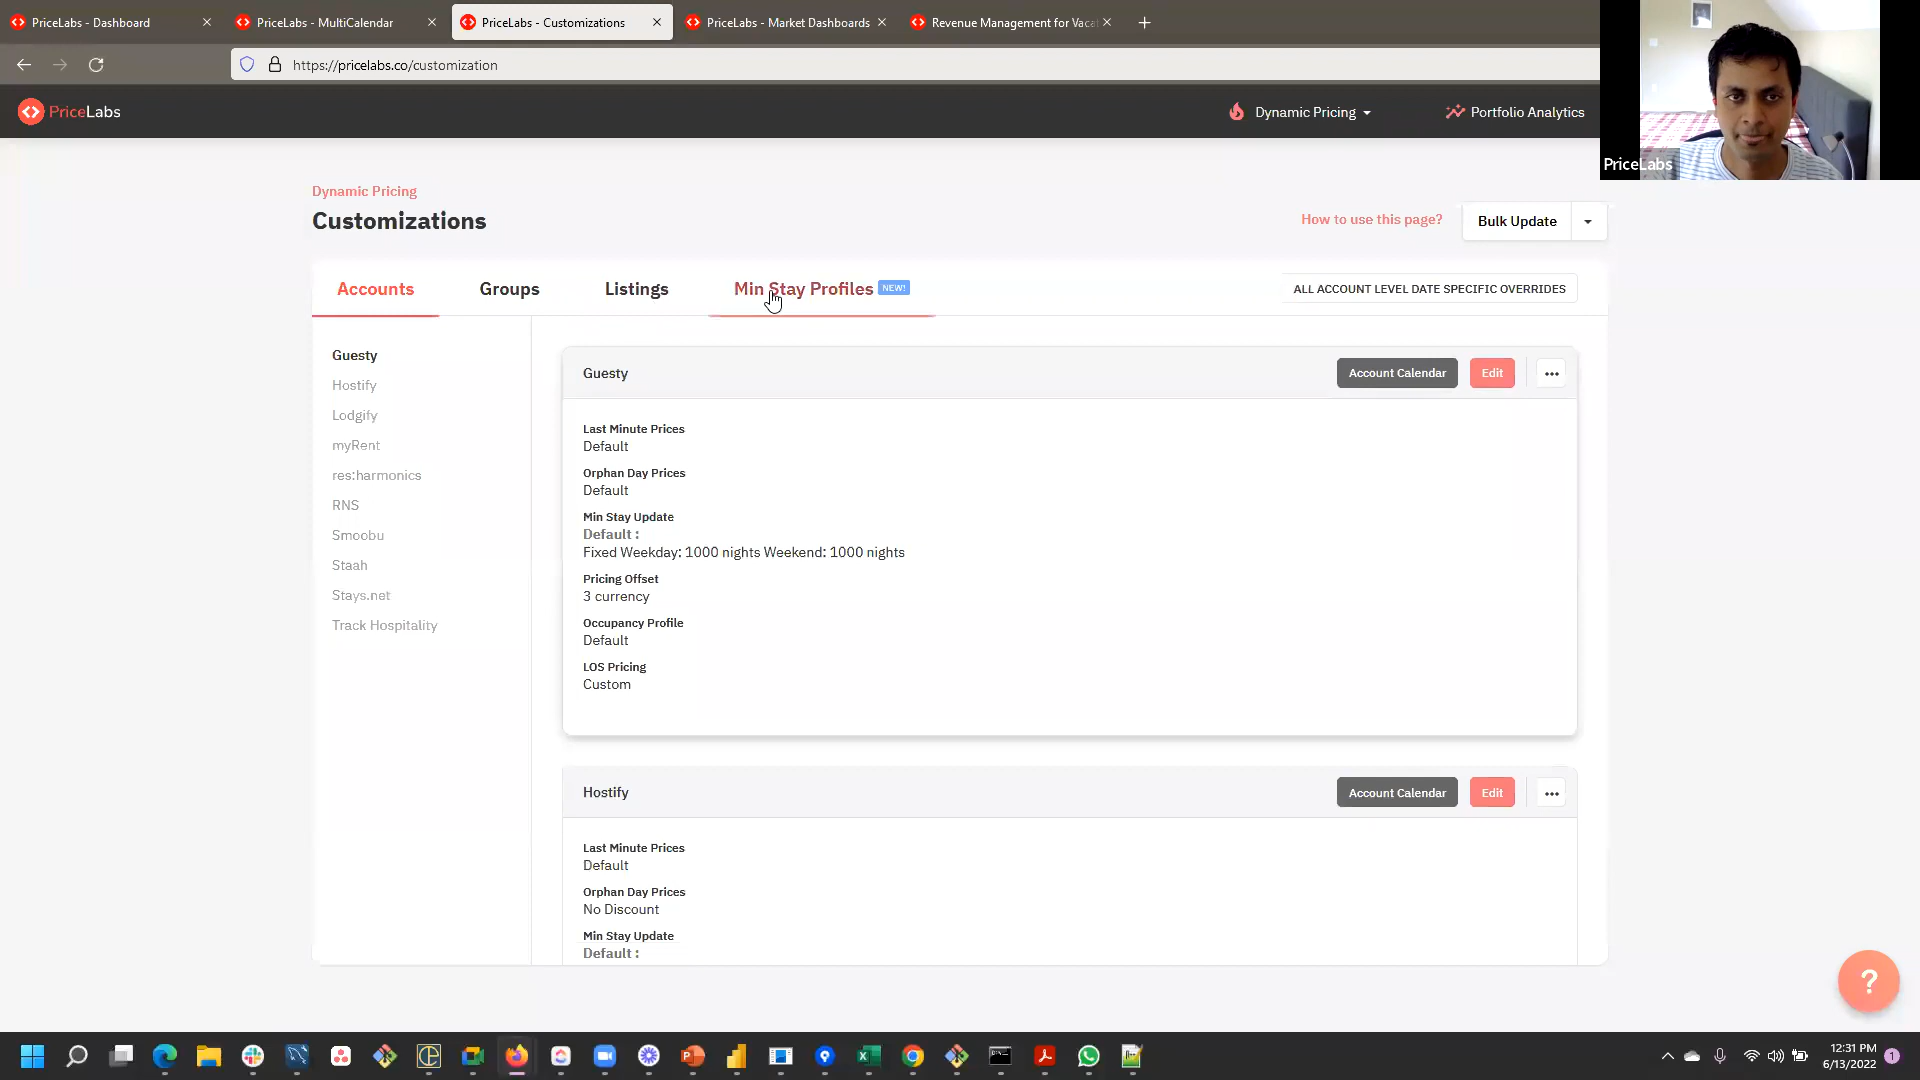 PriceLabs - Dashboard
PriceLabs - MultiCalendar
PriceLabs - Customizations
PriceLabs - Market Dashboards
Revenue Management for Vaca
https://pricelabs.co/customization
PriceLabs
Dynamic Pricing
Portfolio Analytics
PriceLabs
Dynamic Pricing
Customizations
How to use this page?
Bulk Update
Accounts
Groups
Listings
Min Stay Profiles NEW!
ALL ACCOUNT LEVEL DATE SPECIFIC OVERRIDES
Guesty
Hostify
Lodgify
myRent
res:harmonics
RNS
Smoobu
Staah
Stays.net
Track Hospitality
Guesty
Account Calendar
Edit
Last Minute Prices
Default
Orphan Day Prices
Default
Min Stay Update
Default :
Fixed Weekday: 1000 nights Weekend: 1000 nights
Pricing Offset
3 currency
Occupancy Profile
Default
LOS Pricing
Custom
Hostify
Account Calendar
Edit
Last Minute Prices
Default
Orphan Day Prices
No Discount
Min Stay Update
Default :
?
12:31 PM
6/13/2022
1